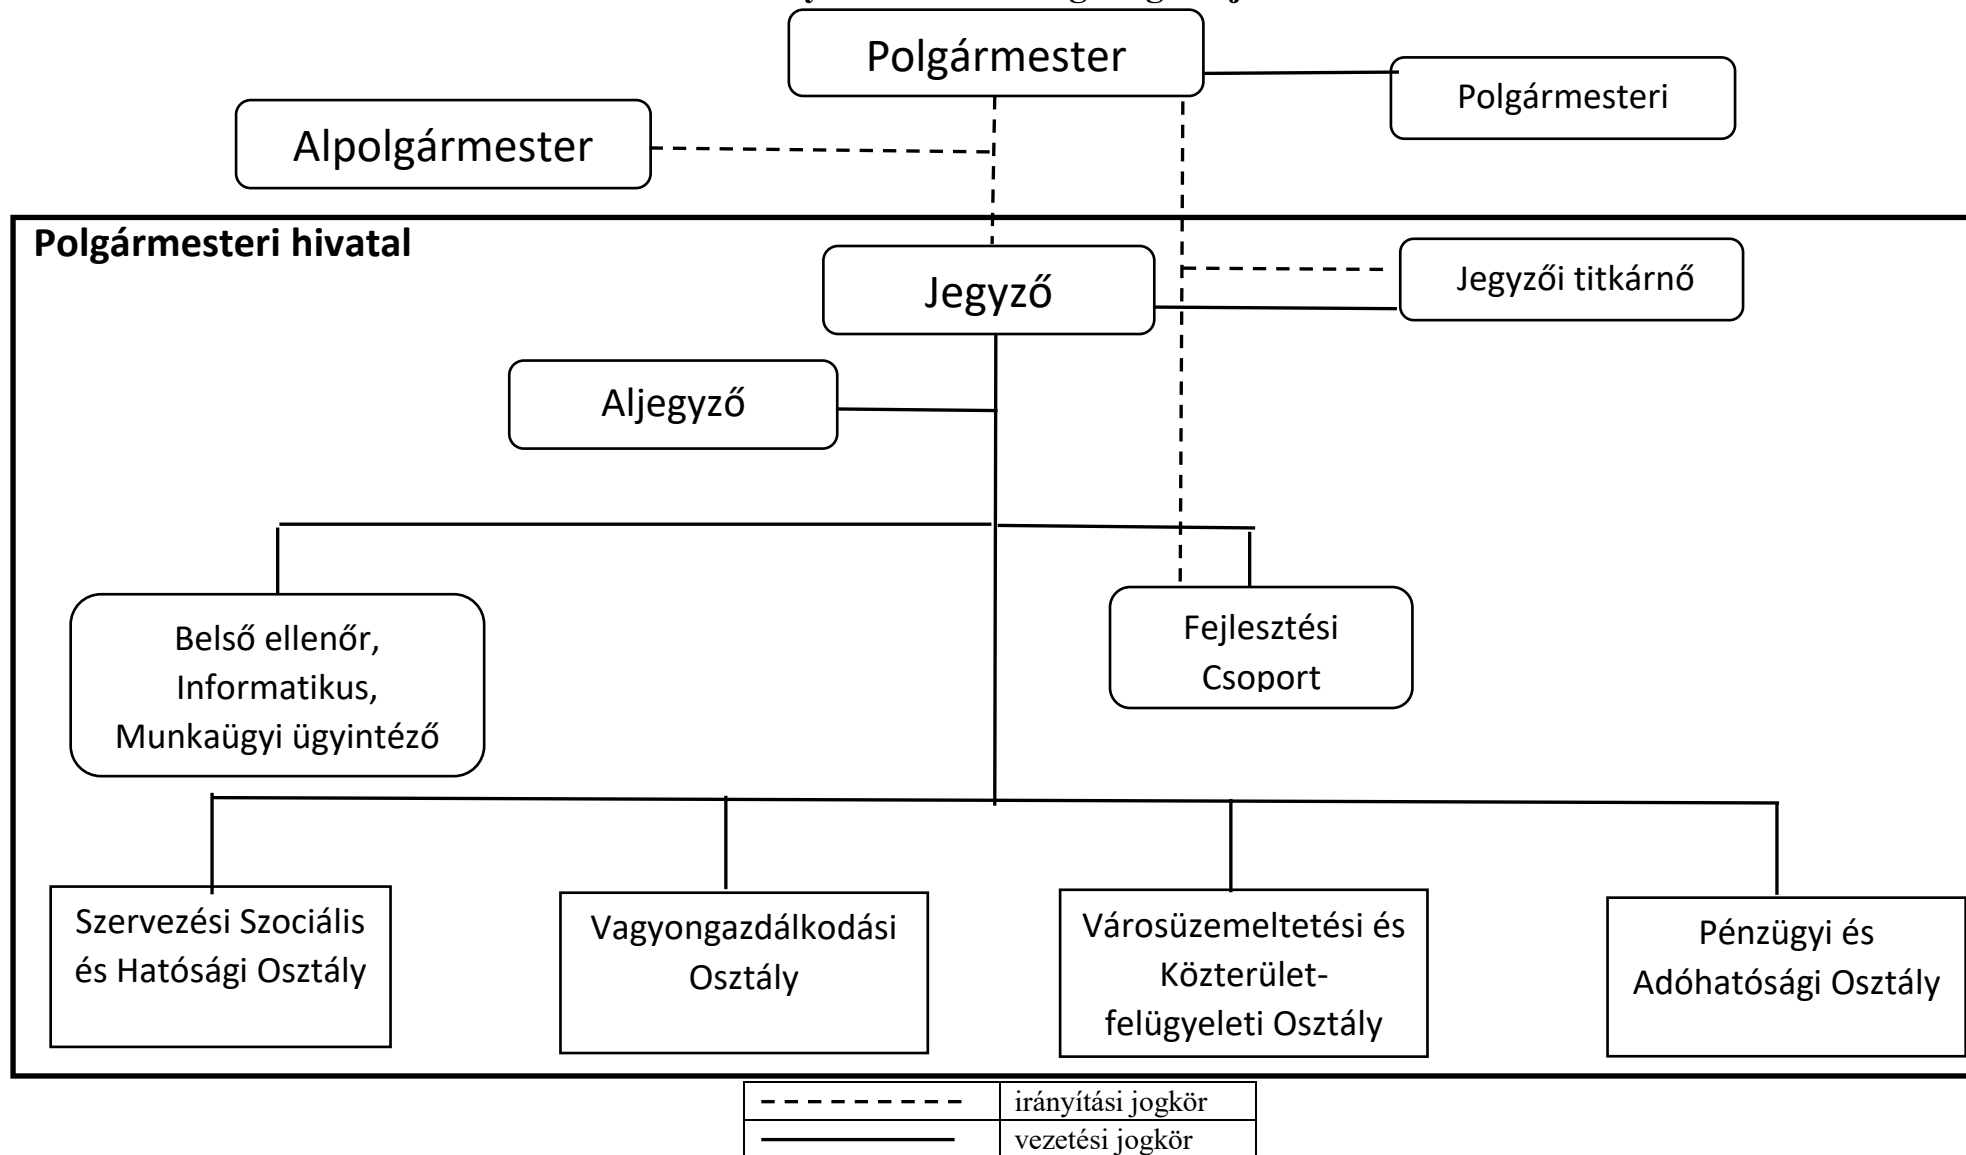 Polgármester
Polgármesteri
Alpolgármester
Polgármesteri hivatal
Jegyző
Jegyzői titkárnő
Aljegyző
Belső ellenőr,
Informatikus,
Munkaügyi ügyintéző
Fejlesztési
Csoport
Szervezési Szociális
és Hatósági Osztály
Vagyongazdálkodási
Osztály
Városüzemeltetési és
Közterület-
felügyeleti Osztály
Pénzügyi és
Adóhatósági Osztály
irányítási jogkör
vezetési jogkör